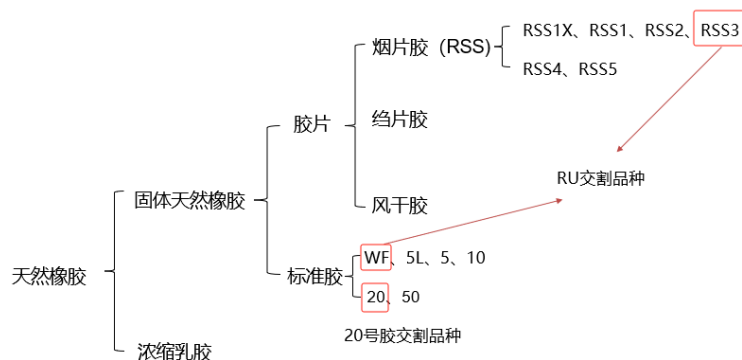 烟片胶（RSS)
RSS1X、RSS1、RSS2、RSS3
RSS4、RSS5
胶片
绉片胶
RU交割品种
固体天然橡胶
风干胶
天然橡胶
标准胶
WF、5L、5、10
20、50
20号胶交割品种
浓缩乳胶